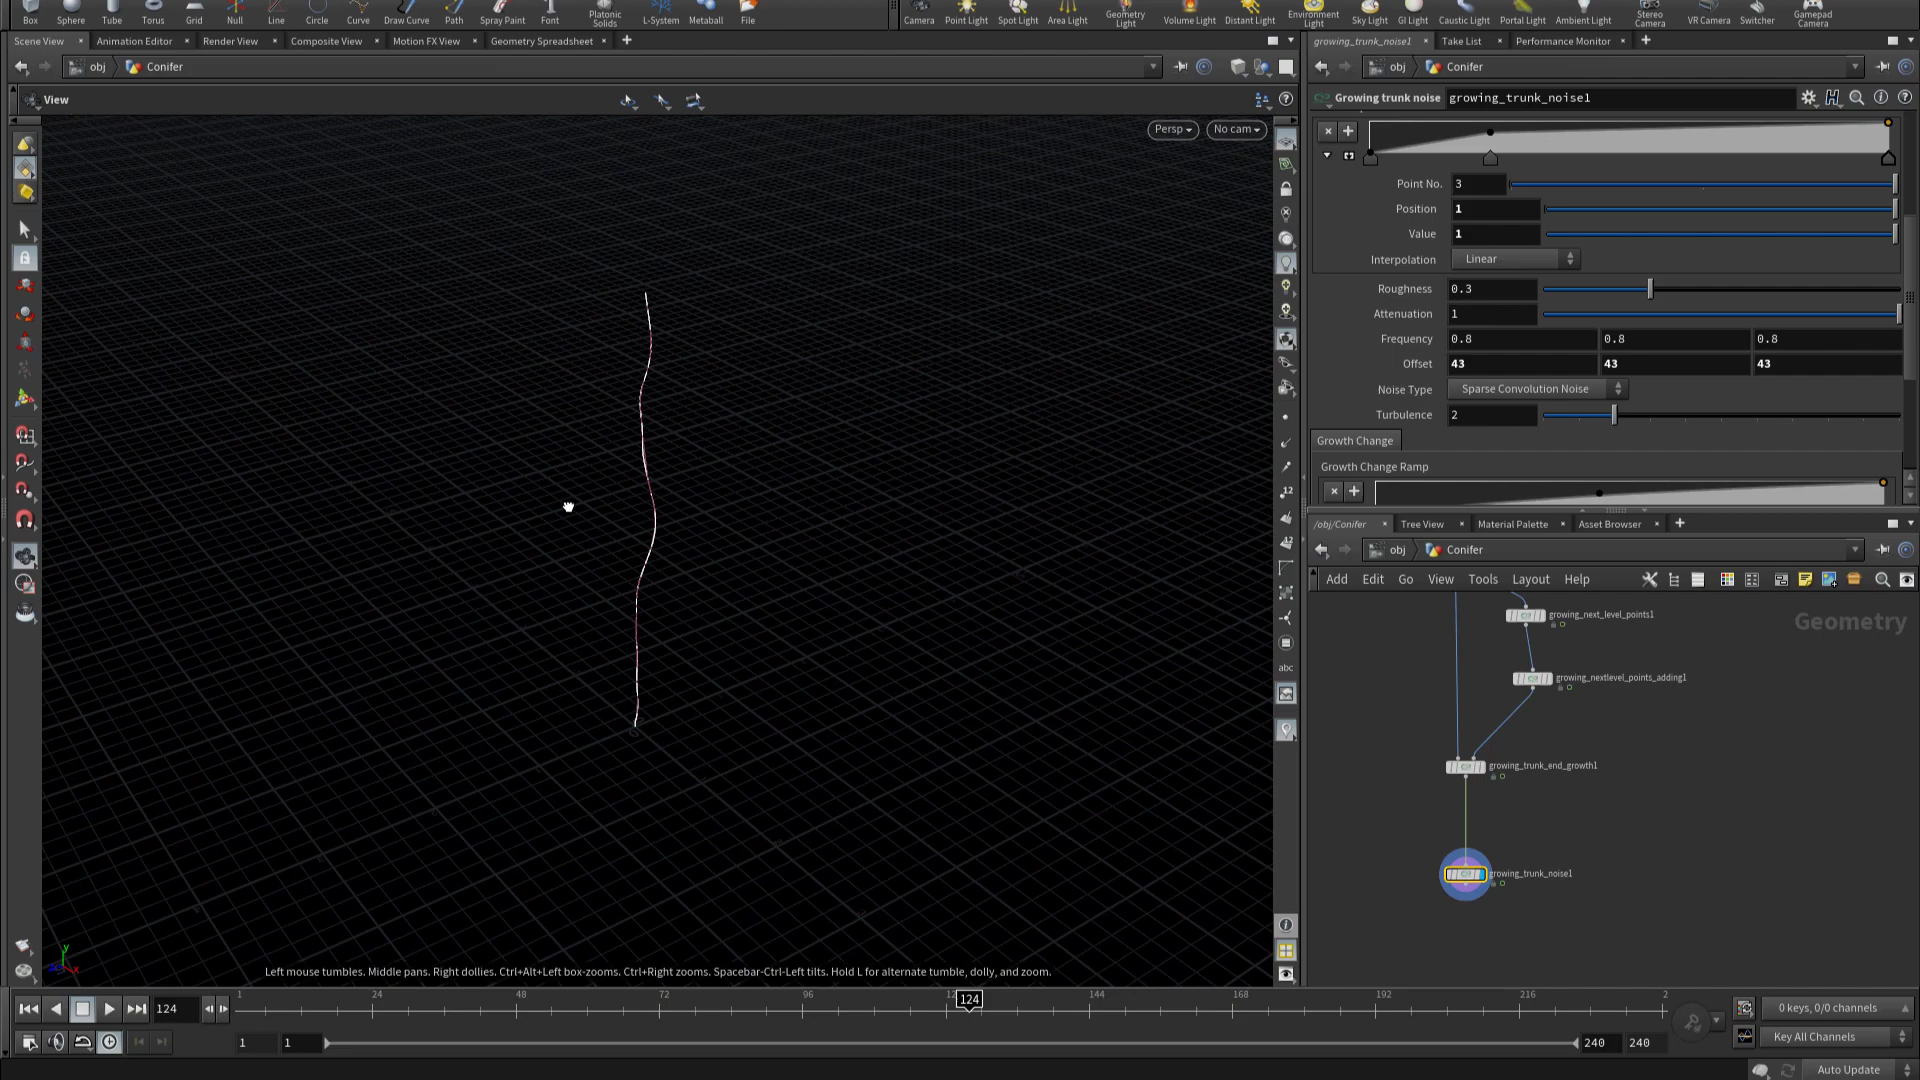 Box Sphere Tube Torus Grid Null Line Circle Curve Draw Curve Path Spray Paint Font Platonic Solids L-System Metaball File
Camera Point Light Spot Light Area Light Geometry Light Volume Light Distant Light Environment Light Sky Light GI Light Caustic Light Portal Light Ambient Light Stereo Camera VR Camera Switcher Gamepad Camera
Scene View Animation Editor Render View Composite View Motion FX View Geometry Spreadsheet
growing_trunk_noise1 Take List Performance Monitor
obj Conifer
obj Conifer
View
Growing trunk noise growing_trunk_noise1
Persp No cam
Point No. 3
Position 1
Value 1
Interpolation Linear
Roughness 0.3
Attenuation 1
Frequency 0.8 0.8 0.8
Offset 43 43 43
Noise Type Sparse Convolution Noise
Turbulence 2
Growth Change
Growth Change Ramp
12
12
abc
/obj/Conifer Tree View Material Palette Asset Browser
obj Conifer
Add Edit Go View Tools Layout Help
Geometry
growing_next_level_points1
growing_nextlevel_points_adding1
growing_trunk_end_growth1
growing_trunk_noise1
y
x
Left mouse tumbles. Middle pans. Right dollies. Ctrl+Alt+Left box-zooms. Ctrl+Right zooms. Spacebar-Ctrl-Left tilts. Hold L for alternate tumble, dolly, and zoom.
124
1 24 48 72 96 124 144 168 192 216 2
0 keys, 0/0 channels
1 1 240 240
Key All Channels
Auto Update